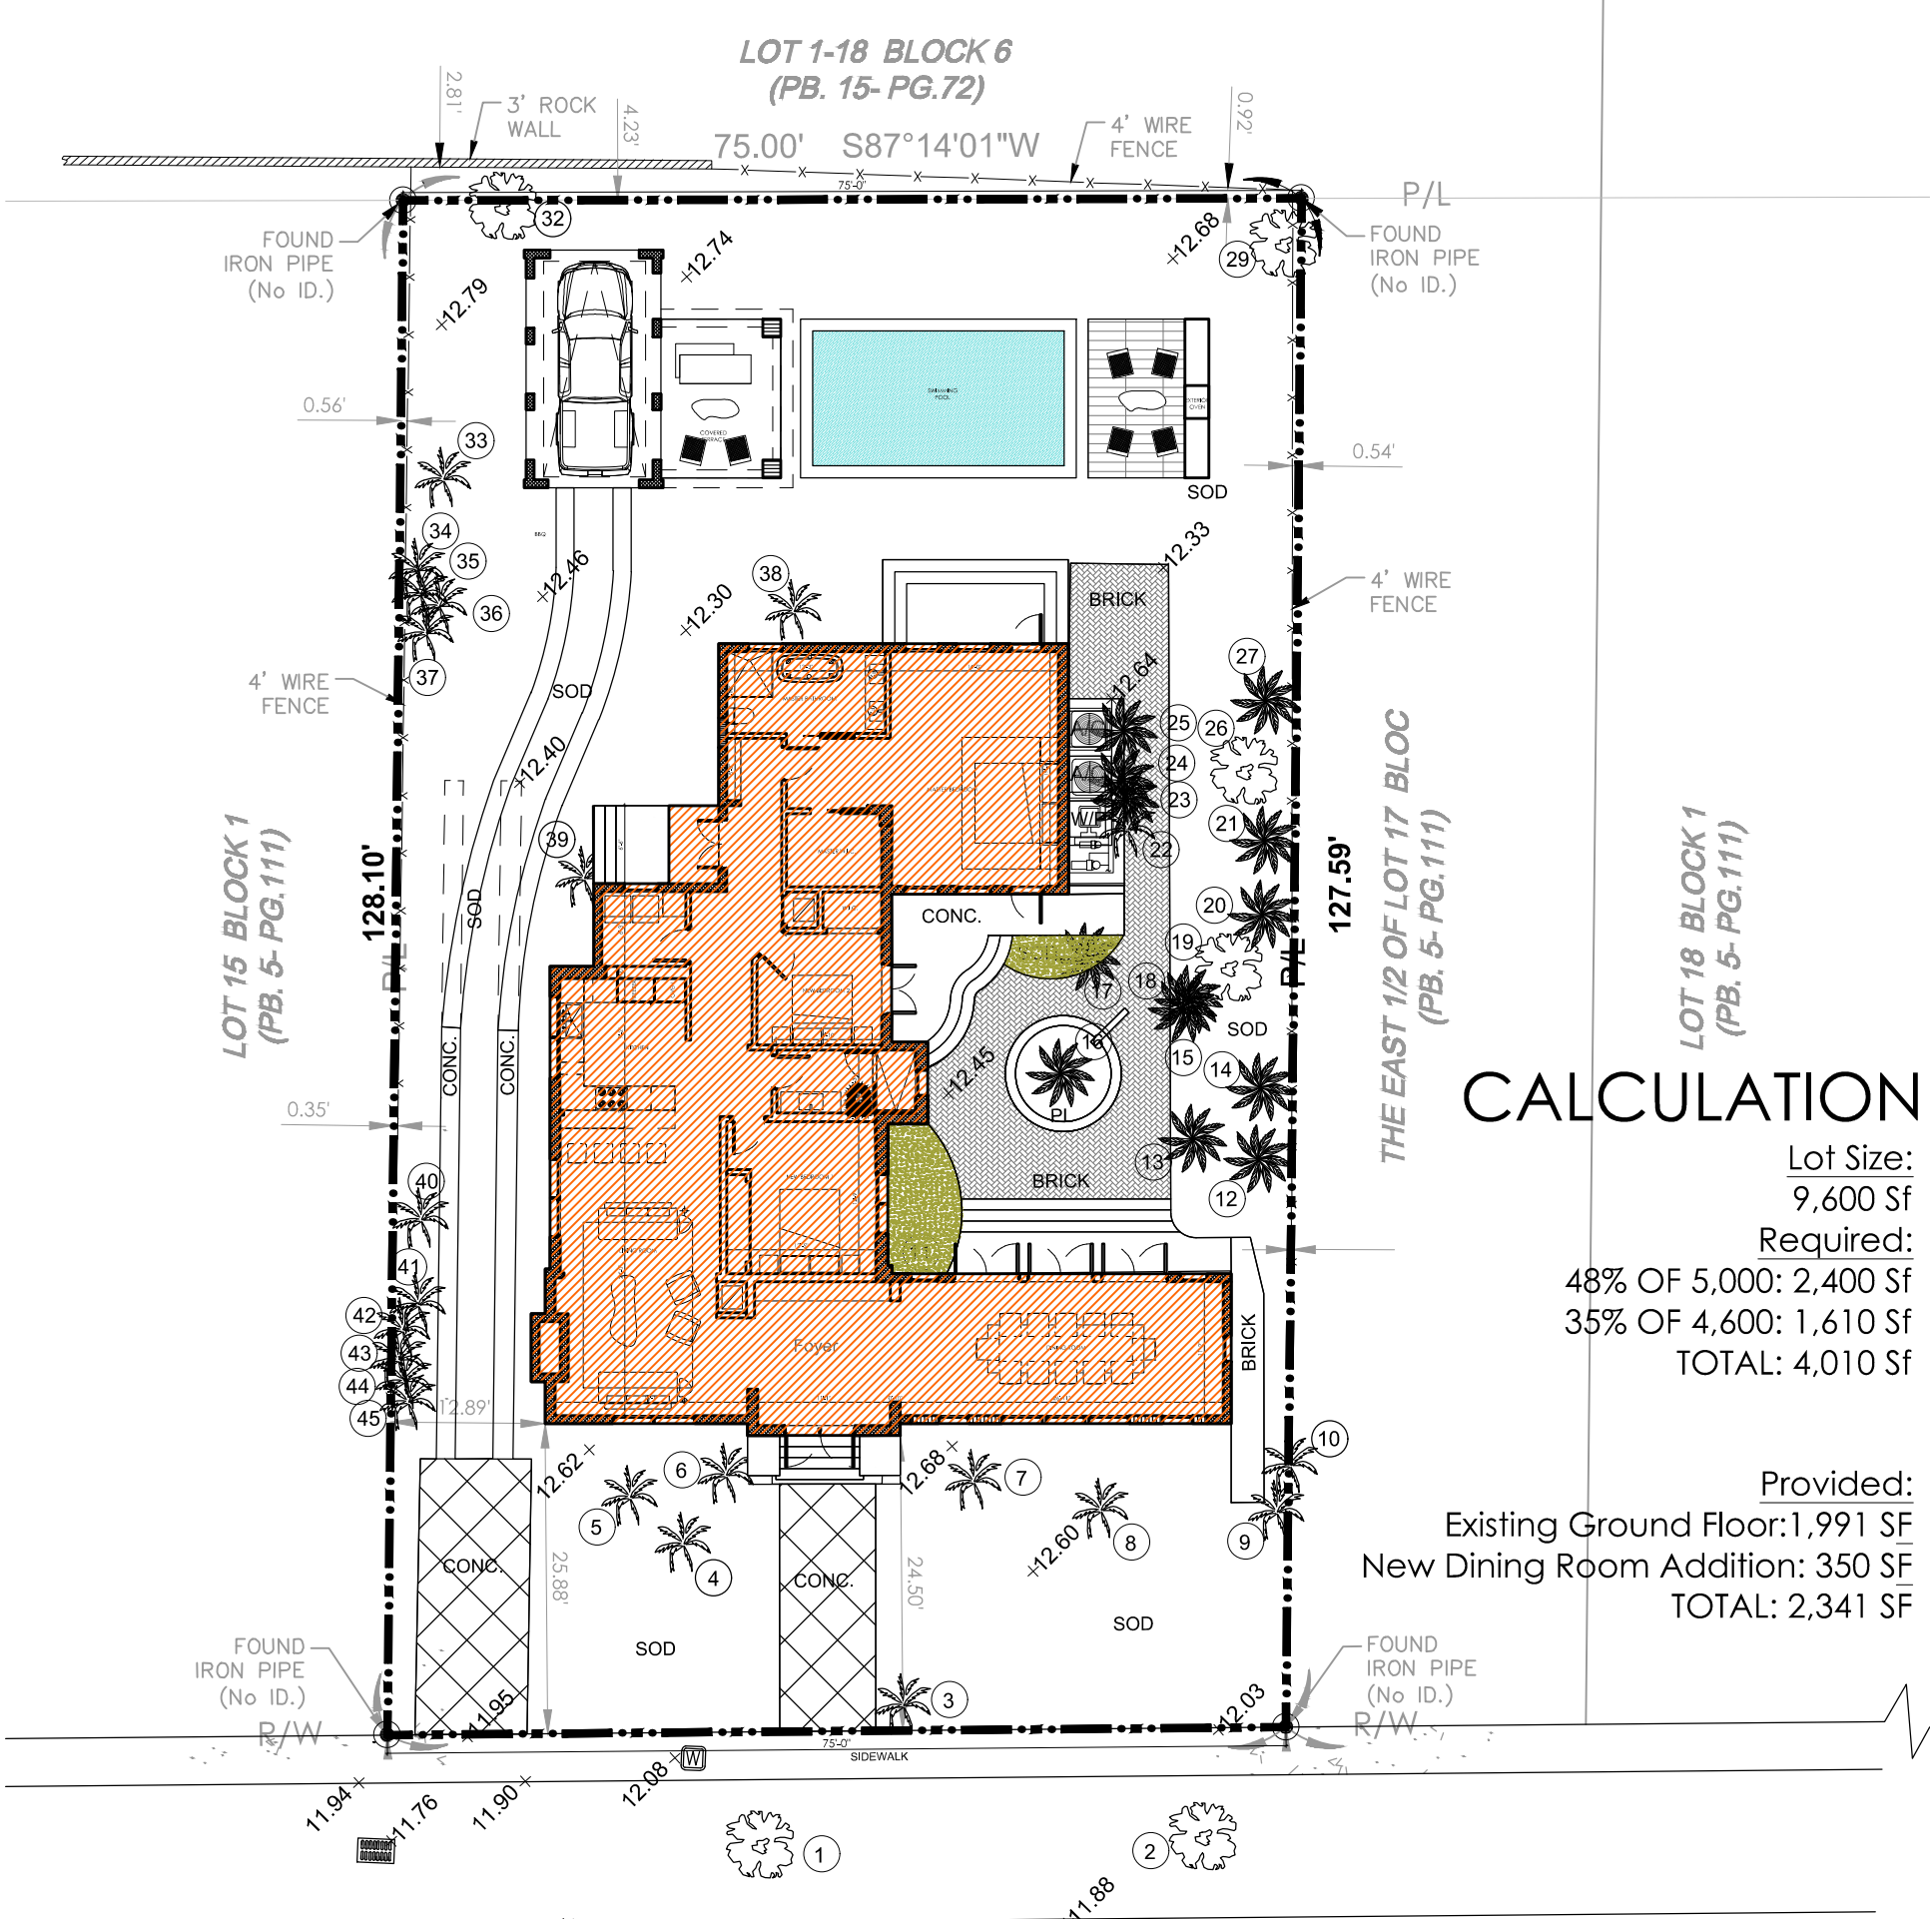 LOT 1-18 BLOCK 6
(PB. 15- PG.72)
2.81'
3' ROCK
WALL
4.23'
75.00' S87°14'01"W
4' WIRE
FENCE
0.92'
75'-0"
P/L
32
29
FOUND
IRON PIPE
(No ID.)
FOUND
IRON PIPE
(No ID.)
12.79
12.74
12.68
COVERED
SWIMMING
POOL
EXTERIOR
OVEN
0.56'
33
0.54'
SOD
34
35
36
37
BBQ
12.46
12.30
38
12.33
BRICK
4' WIRE
FENCE
4' WIRE
FENCE
SOD
12.64
27
MASTER BATHROOM
MASTER BEDROOM
A/C
A/C
25
26
24
23
22
21
12.40
39
LOT 15 BLOCK 1
(PB. 5- PG.111)
128.10'
P/L
SOD
CONC.
20
19
18
17
127.59'
P/L
THE EAST 1/2 OF LOT 17 BLOC
(PB. 5- PG.111)
LOT 18 BLOCK 1
(PB. 5- PG.111)
CONC.
CONC.
16
12.45
SOD
15
14
0.35'
13
12
BRICK
40
41
42
43
44
45
12.89'
Foyer
BRICK
CALCULATION
Lot Size:
9,600 Sf
Required:
48% OF 5,000: 2,400 Sf
35% OF 4,600: 1,610 Sf
TOTAL: 4,010 Sf
Provided:
Existing Ground Floor:1,991 SF
New Dining Room Addition: 350 SF
TOTAL: 2,341 SF
12.62
6
5
4
12.68
7
12.60
8
9
10
CONC.
25.88'
CONC.
24.50'
SOD
SOD
3
FOUND
IRON PIPE
(No ID.)
FOUND
IRON PIPE
(No ID.)
R/W
11.95
12.03
R/W
75'-0"
SIDEWALK
W
11.94
11.76
11.90
12.08
1
2
11.88